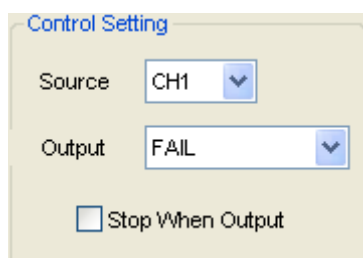 Control Setting
Source CH1
Output FAIL
Stop When Output